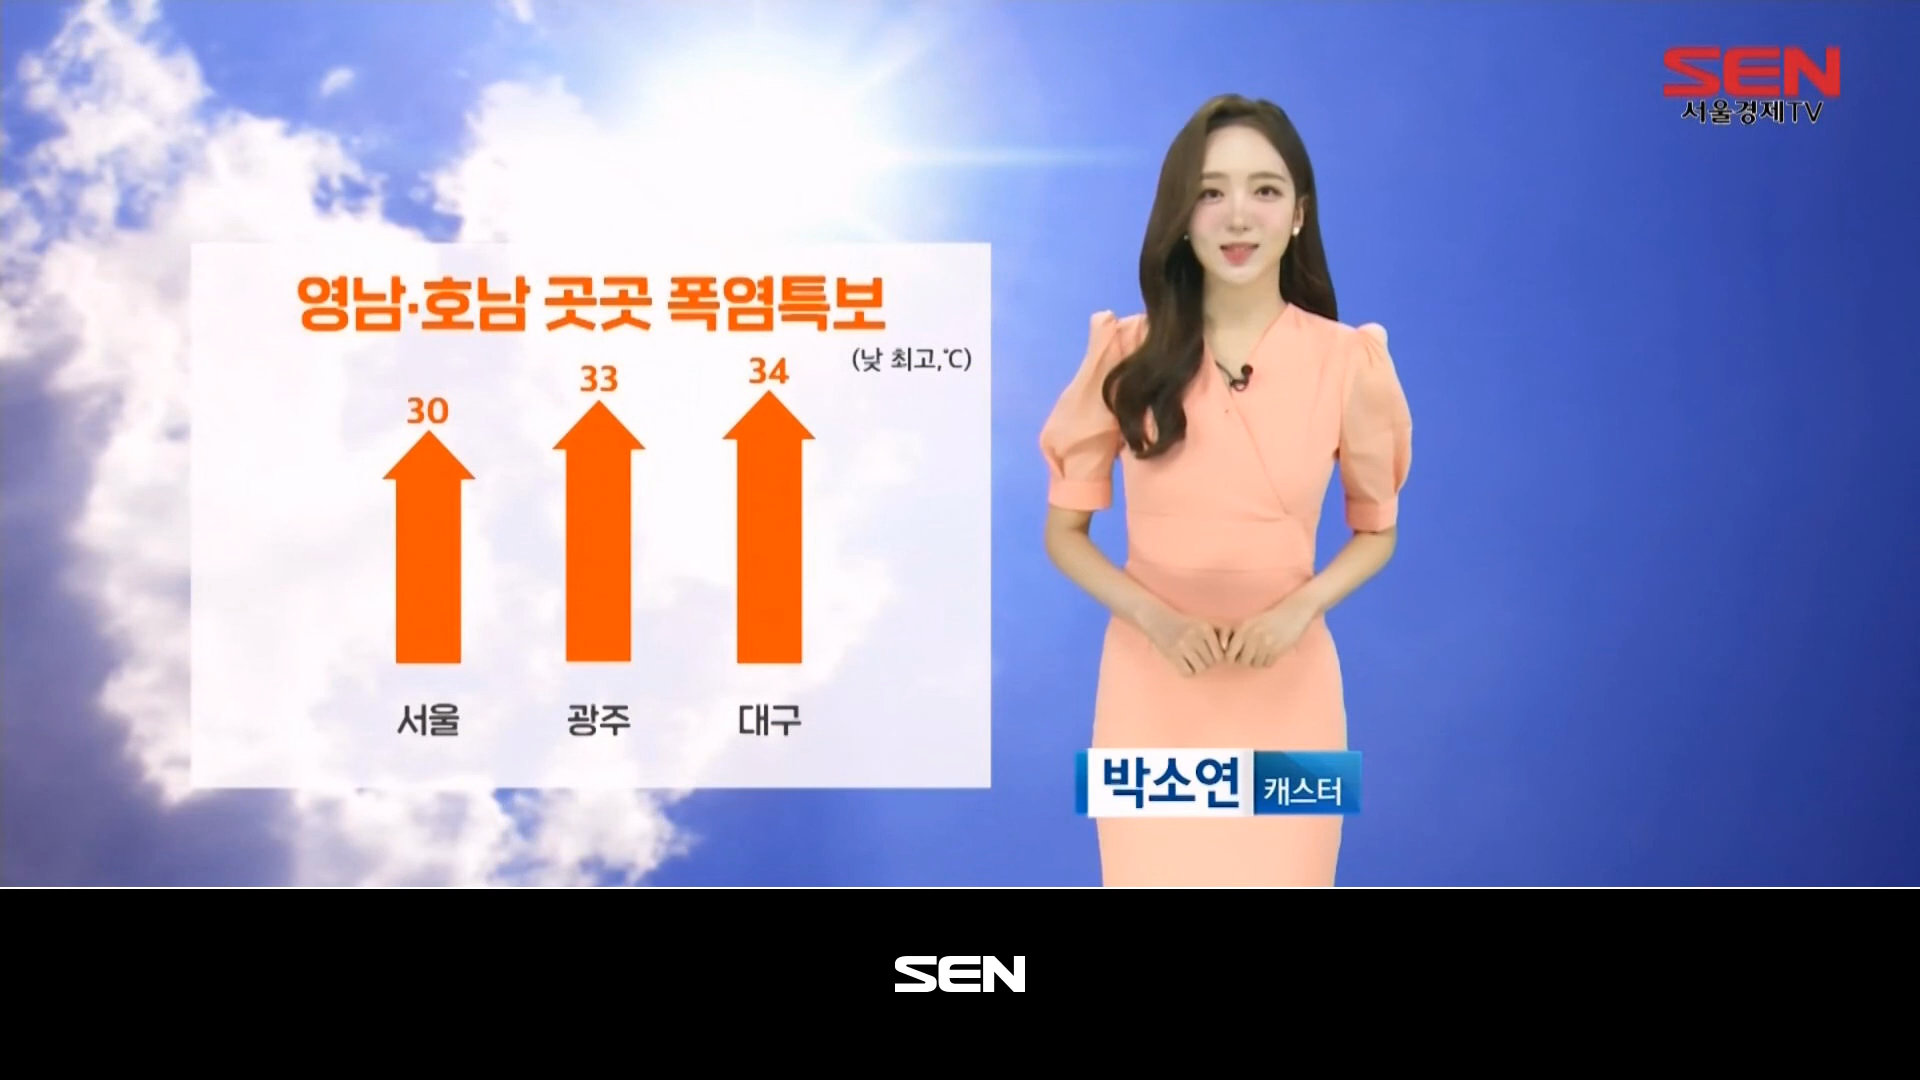 SEN
서울경제TV
영남·호남 곳곳 폭염특보
(낮 최고,℃)
30
33
34
서울
광주
대구
박소연 캐스터
SEN